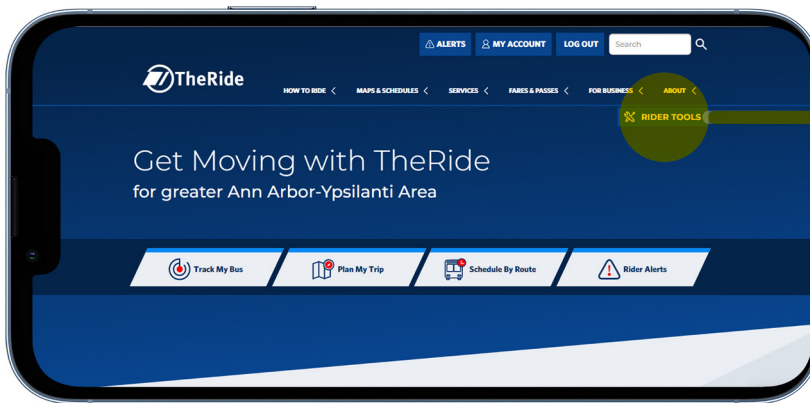 ALERTS MY ACCOUNT LOG OUT Search
TheRide
HOW TO RIDE MAPS & SCHEDULES SERVICES FARES & PASSES FOR BUSINESS ABOUT
RIDER TOOLS
Get Moving with TheRide
for greater Ann Arbor-Ypsilanti Area
Track My Bus Plan My Trip Schedule By Route Rider Alerts